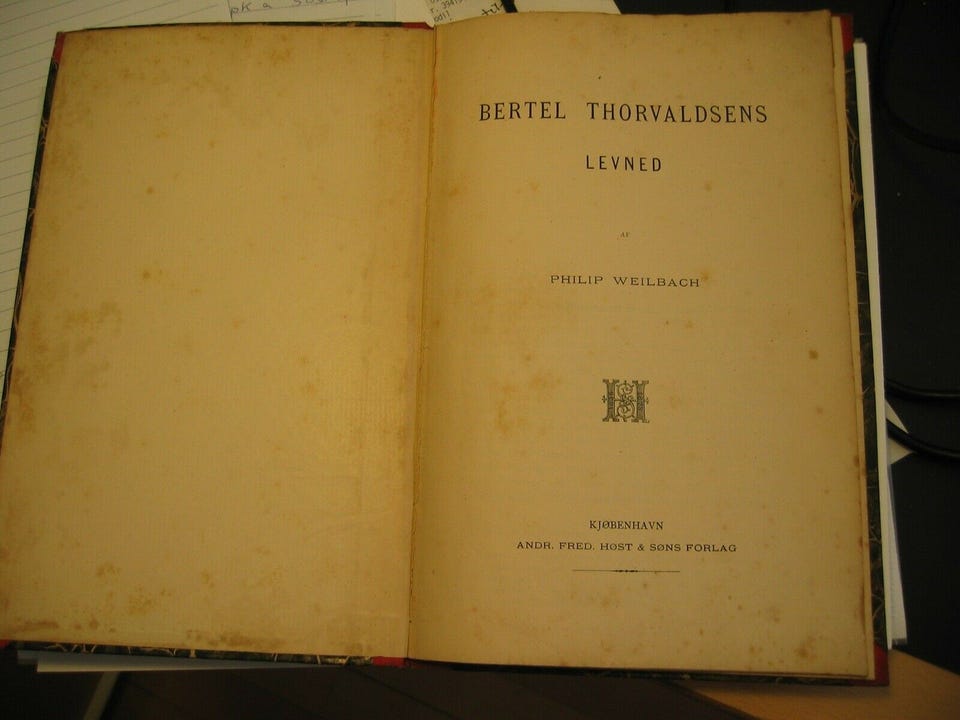 BERTEL THORVALDSENS
LEVNED
AF
PHILIP WEILBACH
KJØBENHAVN
ANDR. FRED. HØST & SØNS FORLAG